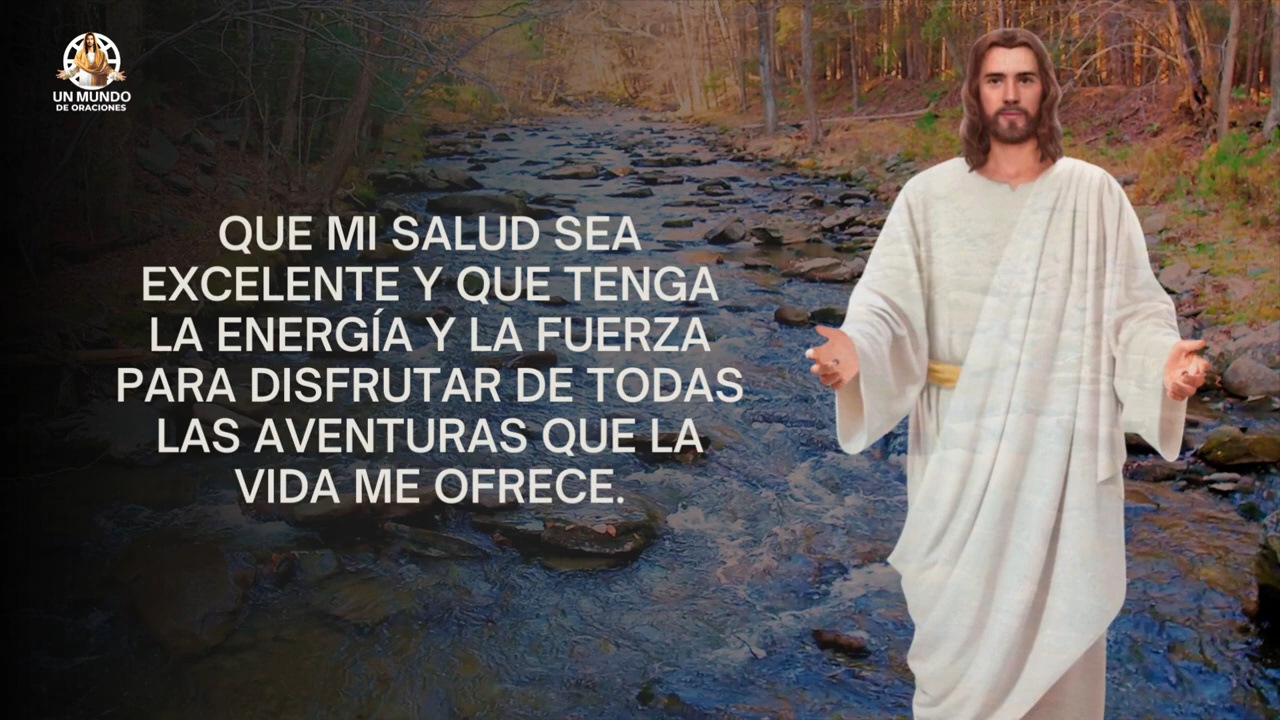 UN MUNDO
DE ORACIONES
QUE MI SALUD SEA
EXCELENTE Y QUE TENGA
LA ENERGÍA Y LA FUERZA
PARA DISFRUTAR DE TODAS
LAS AVENTURAS QUE LA
VIDA ME OFRECE.